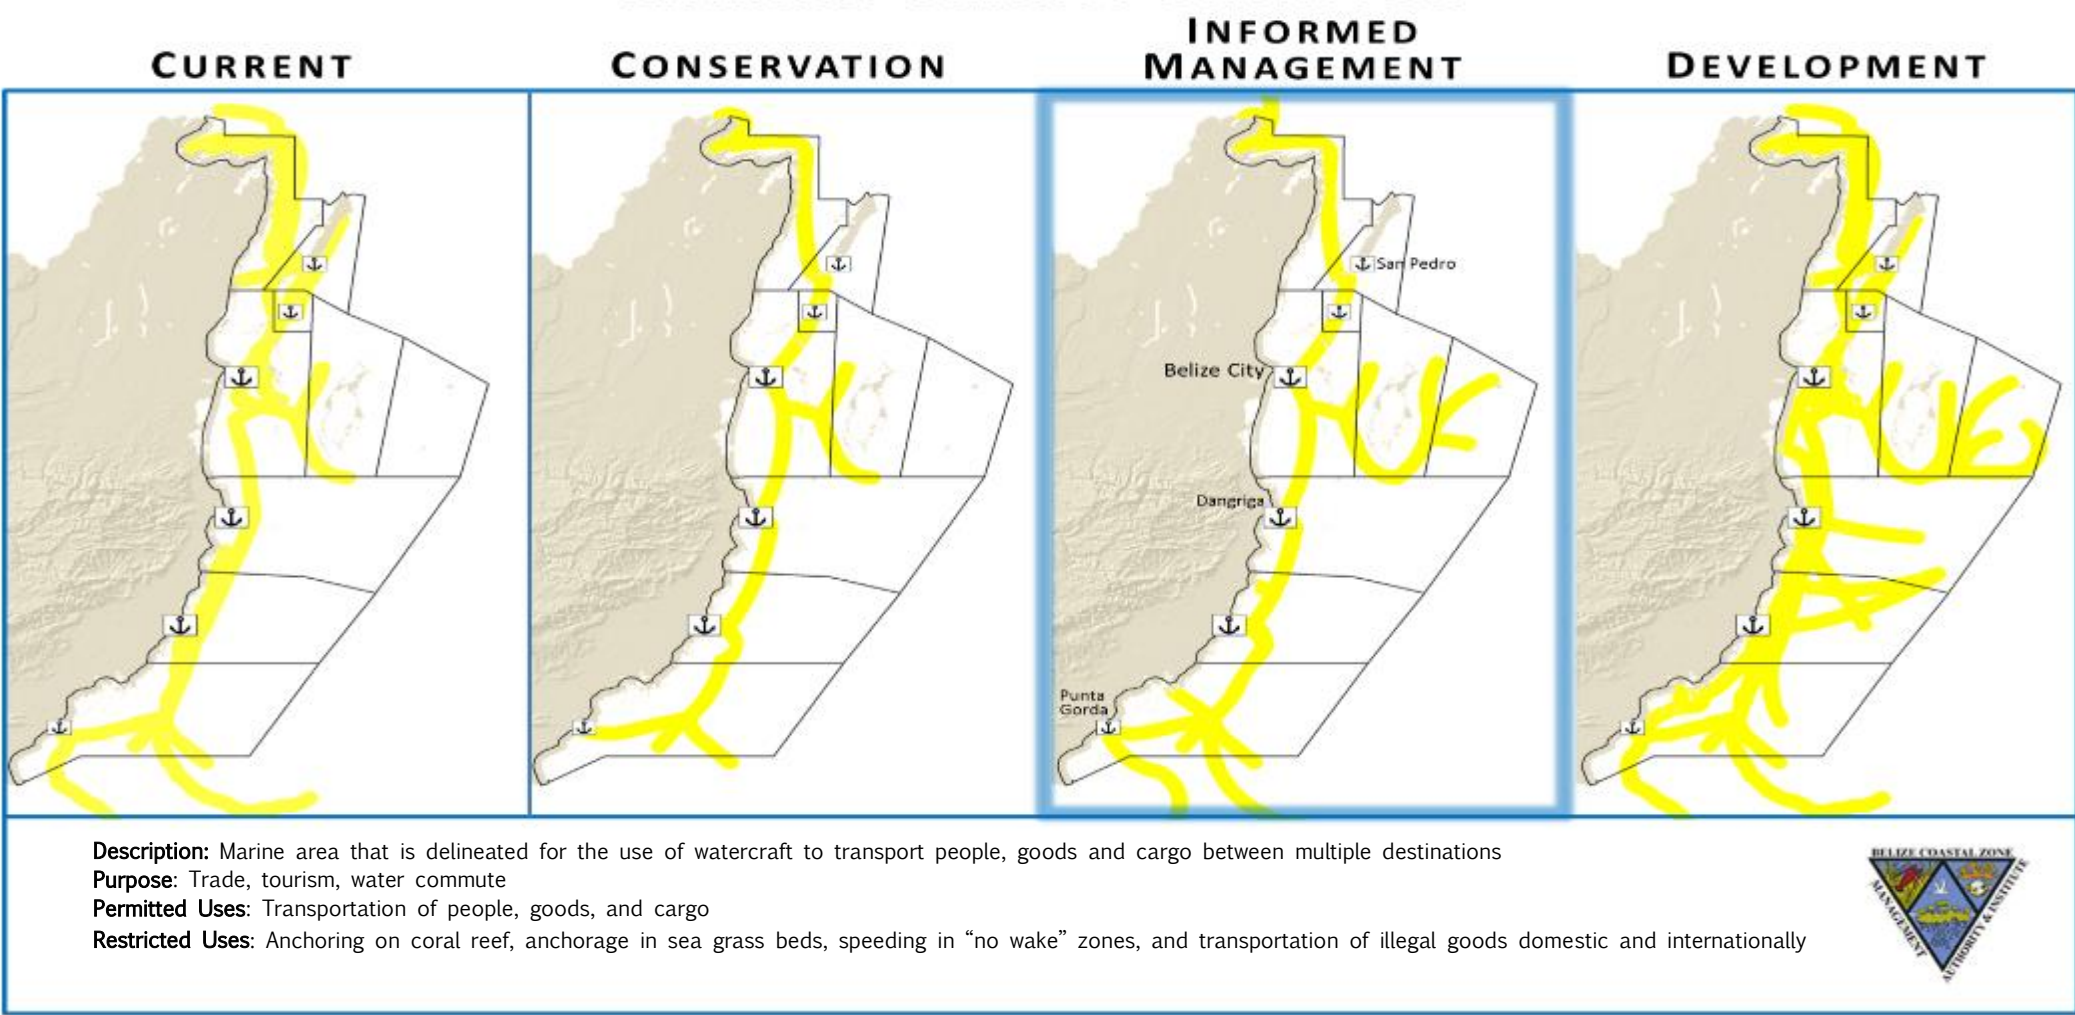 CURRENT
CONSERVATION
INFORMED
MANAGEMENT
DEVELOPMENT
San Pedro
Belize City
Dangriga
Punta
Gorda
Description: Marine area that is delineated for the use of watercraft to transport people, goods and cargo between multiple destinations
Purpose: Trade, tourism, water commute
Permitted Uses: Transportation of people, goods, and cargo
Restricted Uses: Anchoring on coral reef, anchorage in sea grass beds, speeding in “no wake” zones, and transportation of illegal goods domestic and internationally
BELIZE COASTAL ZONE
MANAGEMENT
AUTHORITY & INSTITUTE